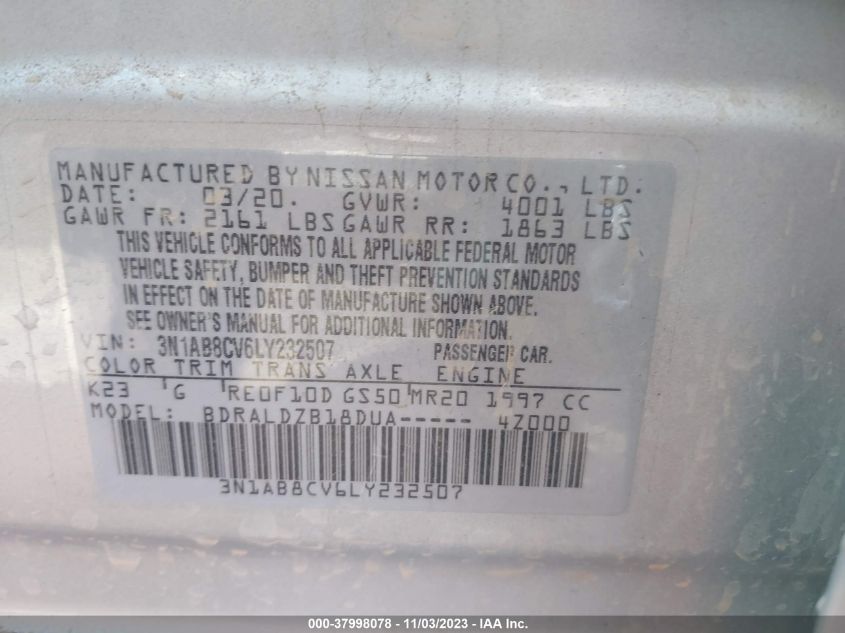 MANUFACTURED BY NISSAN MOTOR CO., LTD.
DATE: 03/20. GVWR: 4001 LBS
GAWR FR: 2161 LBS GAWR RR: 1863 LBS
THIS VEHICLE CONFORMS TO ALL APPLICABLE FEDERAL MOTOR
VEHICLE SAFETY, BUMPER AND THEFT PREVENTION STANDARDS
IN EFFECT ON THE DATE OF MANUFACTURE SHOWN ABOVE.
SEE OWNER'S MANUAL FOR ADDITIONAL INFORMATION.
VIN: 3N1AB8CV6LY232507 PASSENGER CAR.
COLOR TRIM TRANS AXLE ENGINE
K23 G RE0F10D GS50 MR20 1997 CC
MODEL: BDRALDZB18DUA----- 4Z000
3N1AB8CV6LY232507
000-37998078 - 11/03/2023 - IAA Inc.